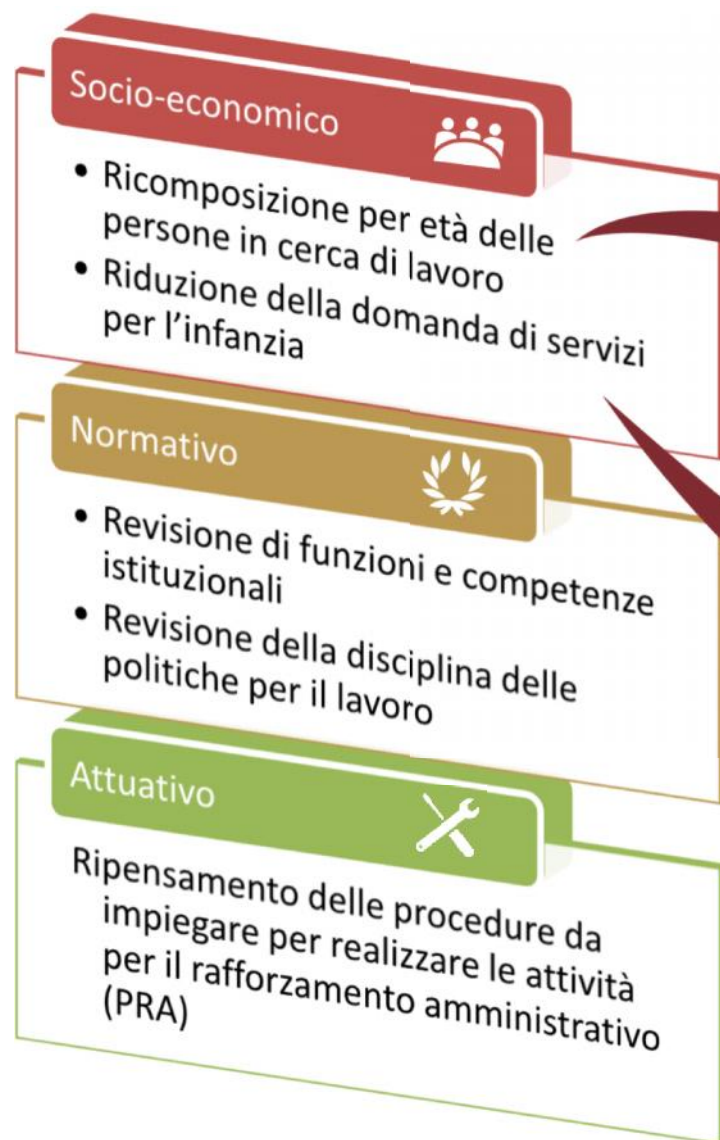 Socio-economico
• Ricomposizione per età delle
persone in cerca di lavoro
• Riduzione della domanda di servizi
per l'infanzia
Normativo
• Revisione di funzioni e competenze
istituzionali
• Revisione della disciplina delle
politiche per il lavoro
Attuativo
Ripensamento delle procedure da
impiegare per realizzare le attività
per il rafforzamento amministrativo
(PRA)